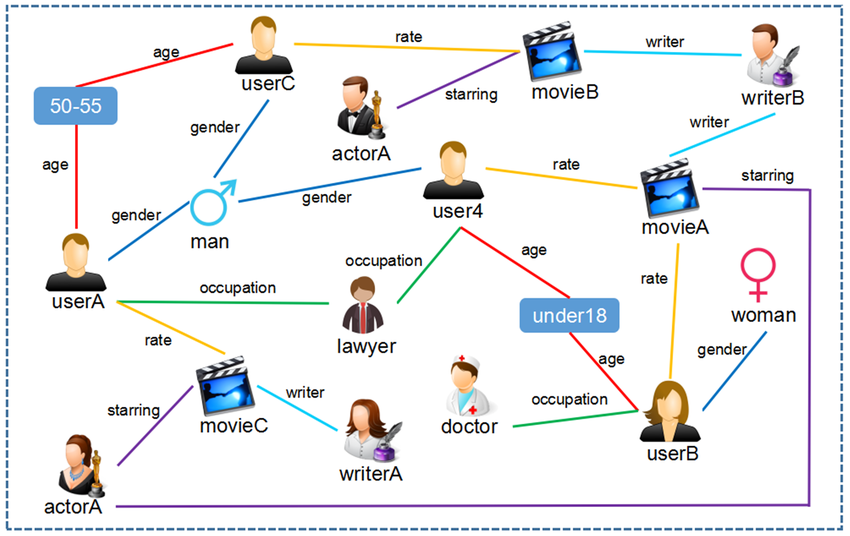 age
rate
writer
userC
50-55
starring
movieB
writerB
gender
actorA
writer
age
rate
starring
gender
gender
user4
movieA
man
age
occupation
rate
userA
occupation
under18
woman
rate
lawyer
age
gender
movieC
writer
occupation
starring
doctor
userB
writerA
actorA